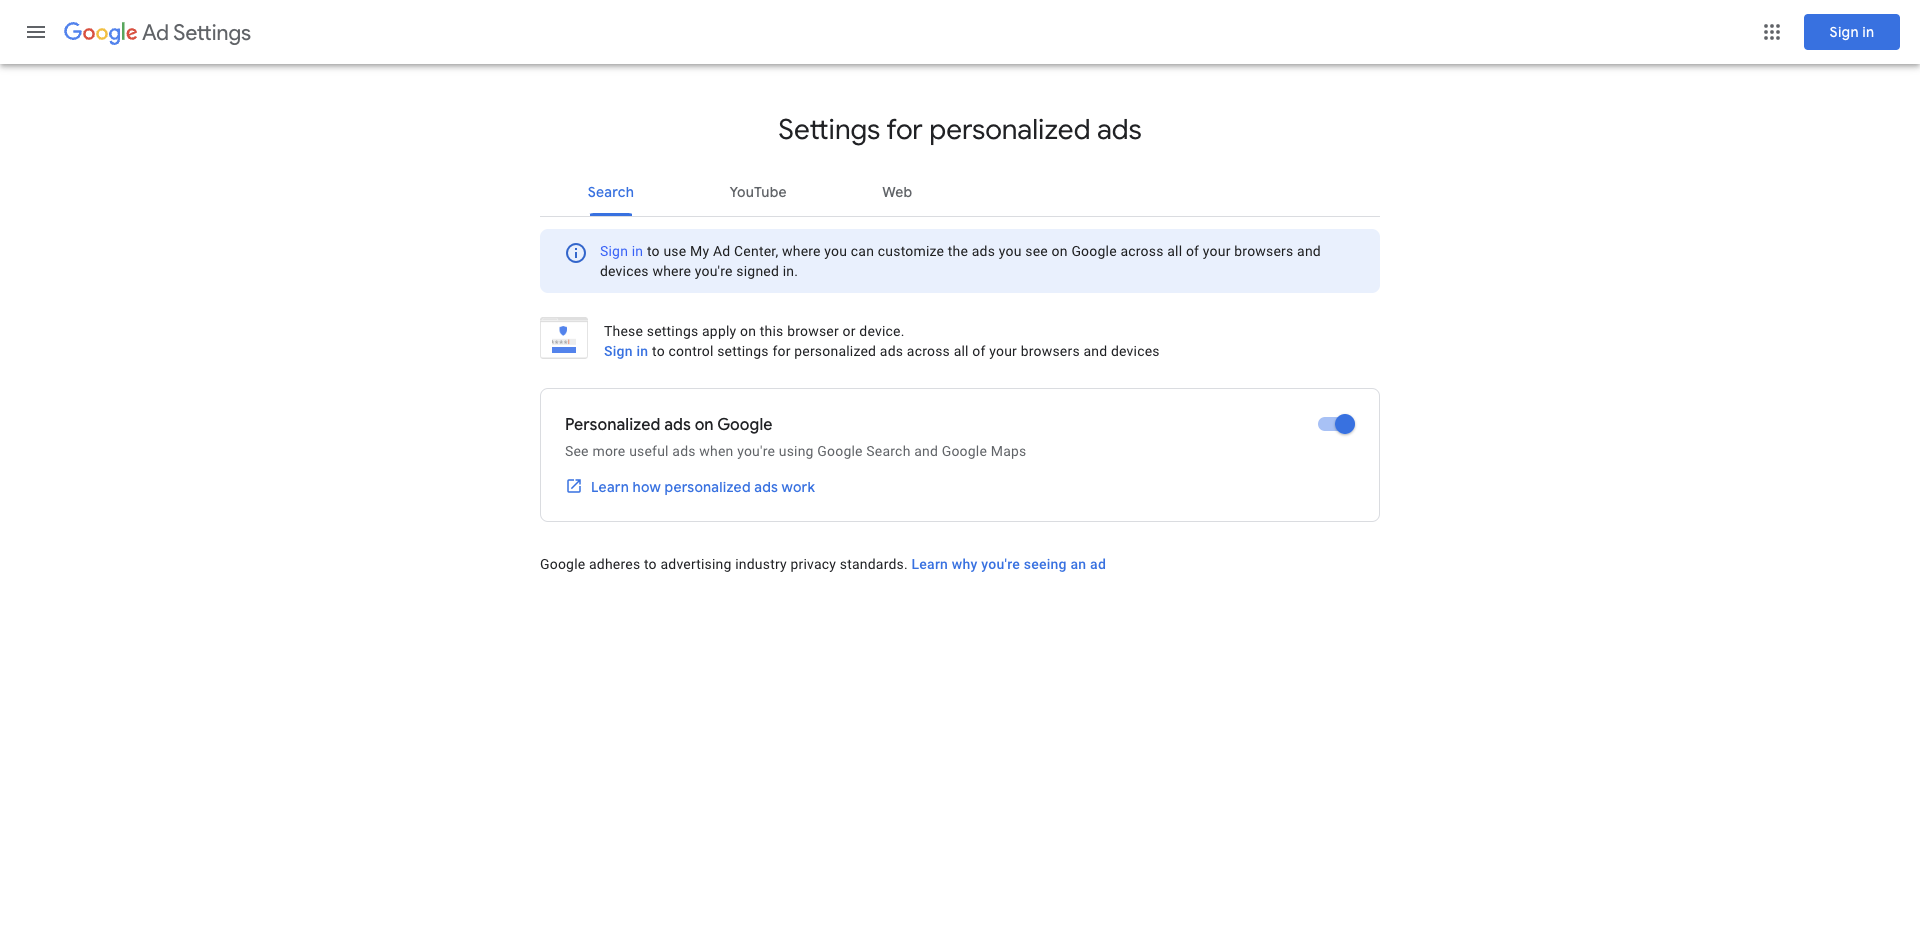 Google Ad Settings
Sign in
Settings for personalized ads
Search
YouTube
Web
Sign in to use My Ad Center, where you can customize the ads you see on Google across all of your browsers and
devices where you're signed in.
These settings apply on this browser or device.
Sign in to control settings for personalized ads across all of your browsers and devices
Personalized ads on Google
See more useful ads when you're using Google Search and Google Maps
Learn how personalized ads work
Google adheres to advertising industry privacy standards. Learn why you're seeing an ad